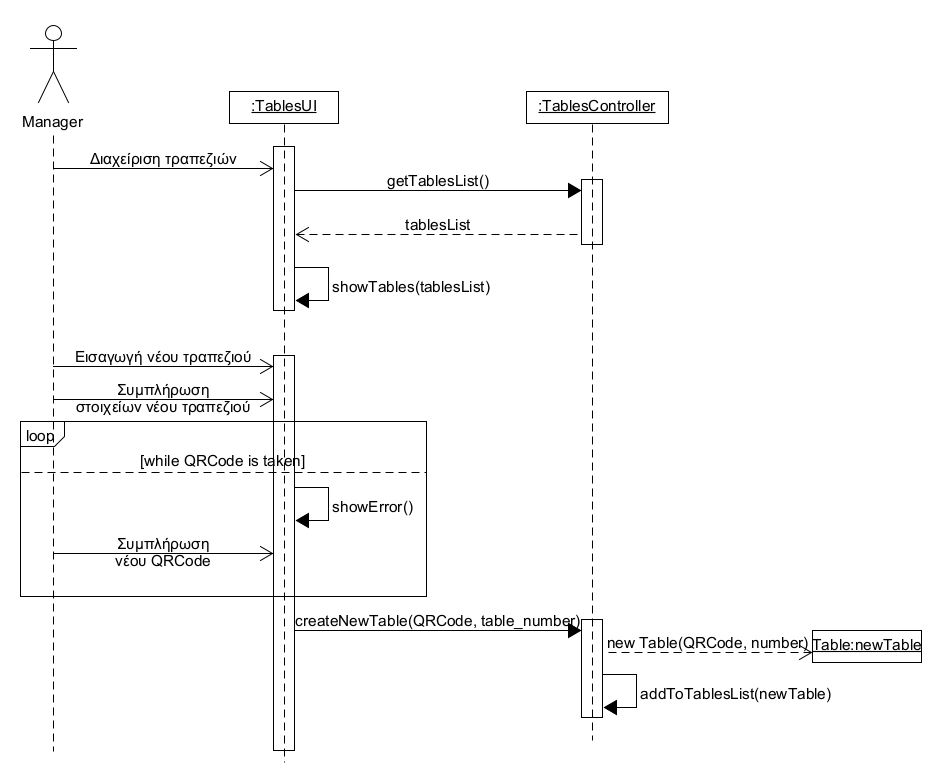 Manager
:TablesUI
:TablesController
Διαχείριση τραπεζιών
getTablesList()
tablesList
showTables(tablesList)
Εισαγωγή νέου τραπεζιού
Συμπλήρωση
στοιχείων νέου τραπεζιού
loop
[while QRCode is taken]
showError()
Συμπλήρωση
νέου QRCode
createNewTable(QRCode, table_number)
new Table(QRCode, number)
Table:newTable
addToTablesList(newTable)